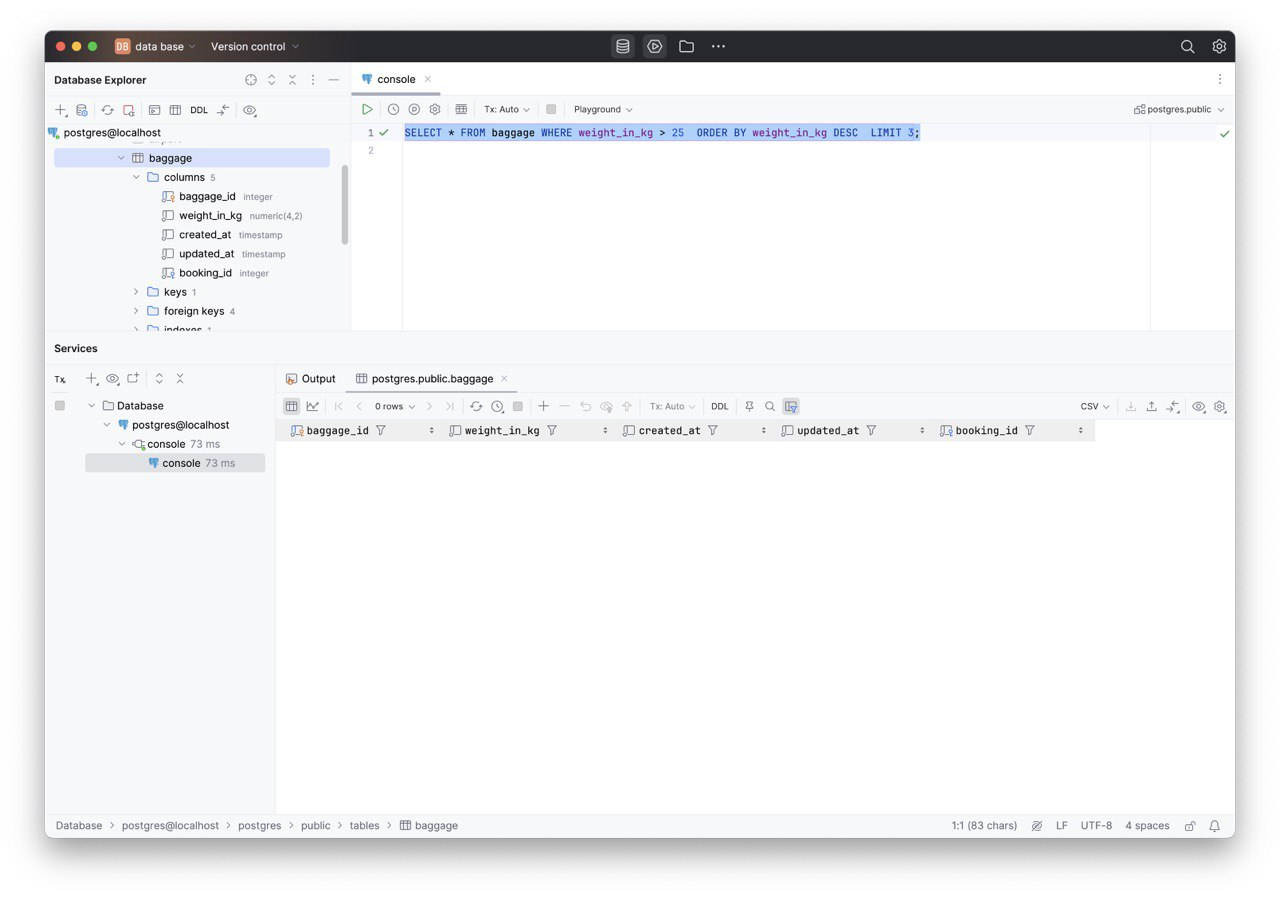 DB data base Version control
Database Explorer
console
DDL
Tx: Auto Playground postgres.public
postgres@localhost
1 SELECT * FROM baggage WHERE weight_in_kg > 25  ORDER BY weight_in_kg DESC  LIMIT 3;
2
baggage
columns 5
baggage_id integer
weight_in_kg numeric(4,2)
created_at timestamp
updated_at timestamp
booking_id integer
keys 1
foreign keys 4
indexes 1
Services
Tx
Output postgres.public.baggage
Database
postgres@localhost
console 73 ms
console 73 ms
0 rows Tx: Auto DDL CSV
baggage_id weight_in_kg created_at updated_at booking_id
Database > postgres@localhost > postgres > public > tables > baggage
1:1 (83 chars) LF UTF-8 4 spaces